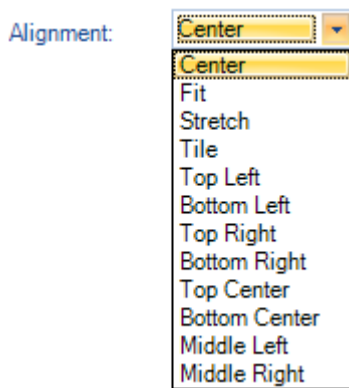 Alignment: Center
Center
Fit
Stretch
Tile
Top Left
Bottom Left
Top Right
Bottom Right
Top Center
Bottom Center
Middle Left
Middle Right